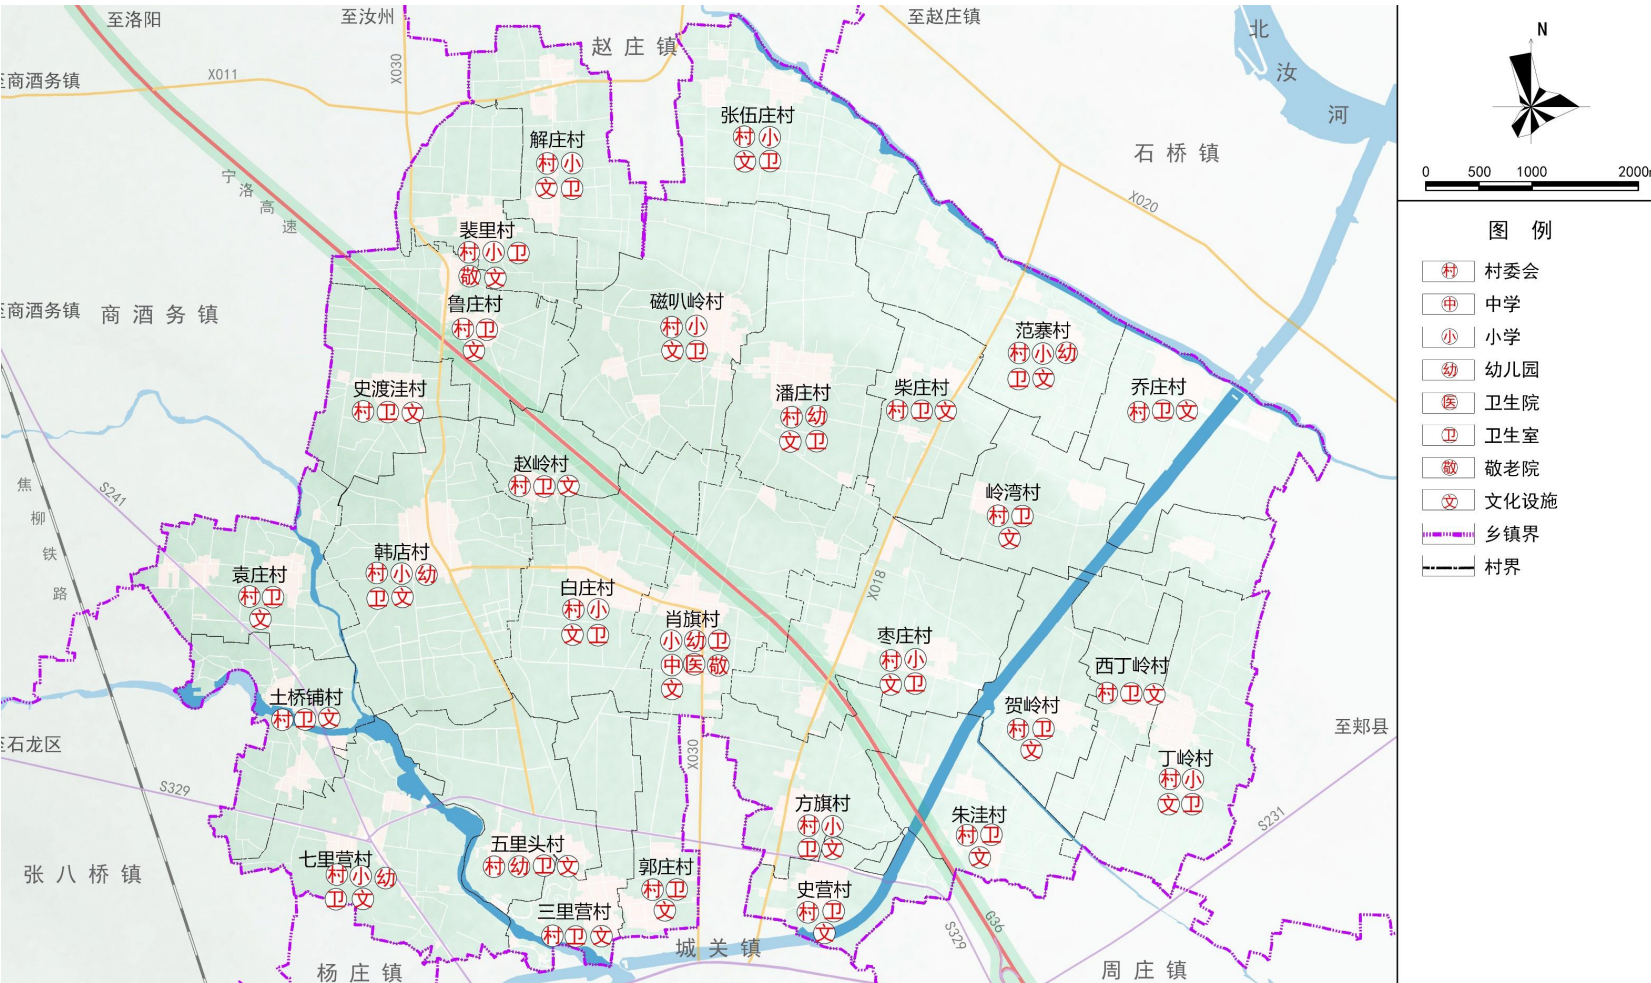 至洛阳
至汝州
至赵庄镇
北
汝
河
赵庄镇
至商酒务镇
X011
X030
张伍庄村
村 小
文 卫
解庄村
村 小
文 卫
石桥镇
X020
宁
洛
高
速
裴里村
村 小 卫
敬 文
至商酒务镇
商酒务镇
鲁庄村
村 卫
文
磁叭岭村
村 小
文 卫
范寨村
村 小 幼
卫 文
史渡洼村
村 卫 文
潘庄村
村 幼
文 卫
柴庄村
村 卫 文
乔庄村
村 卫 文
赵岭村
村 卫 文
岭湾村
村 卫
文
焦
柳
铁
路
S241
韩店村
村 小 幼
卫 文
袁庄村
村 卫
文
白庄村
村 小
文 卫
X018
肖旗村
小 幼 卫
中 医 敬
文
枣庄村
村 小
文 卫
西丁岭村
村 卫 文
土桥铺村
村 卫 文
贺岭村
村 卫
文
至石龙区
至郏县
X030
丁岭村
村 小
文 卫
S329
方旗村
村 小
卫 文
朱洼村
村 卫
文
S231
五里头村
村 幼 卫 文
七里营村
村 小 幼
卫 文
郭庄村
村 卫
文
张八桥镇
史营村
村 卫
文
三里营村
村 卫 文
S329
G36
城关镇
杨庄镇
周庄镇
N
0 500 1000 2000
图例
村 村委会
中 中学
小 小学
幼 幼儿园
医 卫生院
卫 卫生室
敬 敬老院
文 文化设施
乡镇界
村界